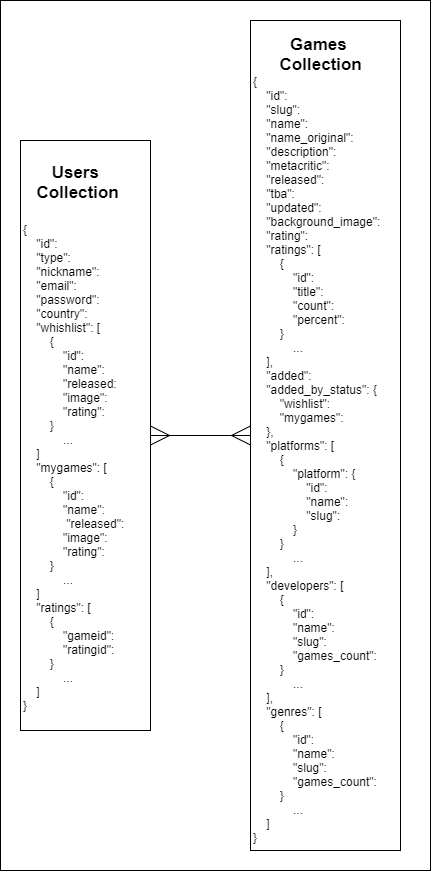 Users
Collection
{
"id":
"type":
"nickname":
"email":
"password":
"country":
"whishlist": [
{
"id":
"name":
"released:
"image":
"rating":
}
...
]
"mygames": [
{
"id":
"name":
"released":
"image":
"rating":
}
...
]
"ratings": [
{
"gameid":
"ratingid":
}
...
]
}
Games
Collection
{
"id":
"slug":
"name":
"name_original":
"description":
"metacritic":
"released":
"tba":
"updated":
"background_image":
"rating":
"ratings": [
{
"id":
"title":
"count":
"percent":
}
...
],
"added":
"added_by_status": {
"wishlist":
"mygames":
},
"platforms": [
{
"platform": {
"id":
"name":
"slug":
}
}
...
],
"developers": [
{
"id":
"name":
"slug":
"games_count":
}
...
],
"genres": [
{
"id":
"name":
"slug":
"games_count":
}
...
]
}